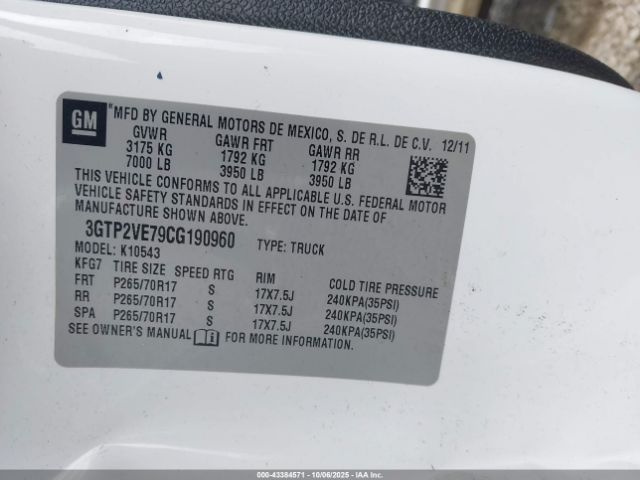 GM
*MFD BY GENERAL MOTORS DE MEXICO, S. DE R.L. DE C.V. 12/11
GVWR GAWR FRT GAWR RR
3175 KG 1792 KG 1792 KG
7000 LB 3950 LB 3950 LB
THIS VEHICLE CONFORMS TO ALL APPLICABLE U.S. FEDERAL MOTOR
VEHICLE SAFETY STANDARDS IN EFFECT ON THE DATE OF
MANUFACTURE SHOWN ABOVE.
3GTP2VE79CG190960 TYPE: TRUCK
MODEL: K10543
KFG7 TIRE SIZE SPEED RTG RIM COLD TIRE PRESSURE
FRT P265/70R17 S 17X7.5J 240KPA(35PSI)
RR P265/70R17 S 17X7.5J 240KPA(35PSI)
SPA P265/70R17 S 17X7.5J 240KPA(35PSI)
SEE OWNER'S MANUAL FOR MORE INFORMATION.
© 43384571 - 10/06/2025 - IAA Inc.